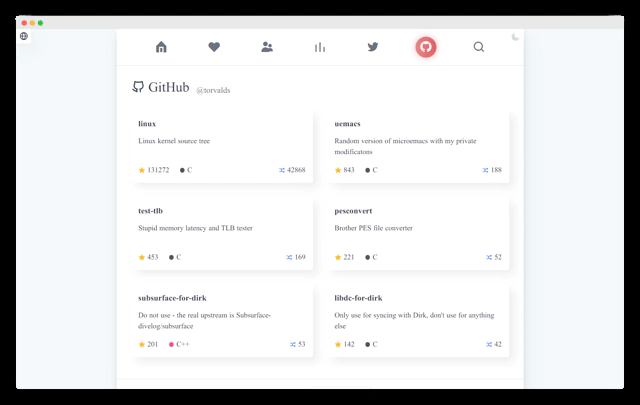 GitHub @torvalds
linux
Linux kernel source tree
131272 C 42868
uemacs
Random version of microemacs with my private
modificatons
843 C 188
test-tlb
Stupid memory latency and TLB tester
453 C 169
pesconvert
Brother PES file converter
221 C 52
subsurface-for-dirk
Do not use - the real upstream is Subsurface-
divelog/subsurface
201 C++ 53
libdc-for-dirk
Only use for syncing with Dirk, don't use for anything
else
142 C 42